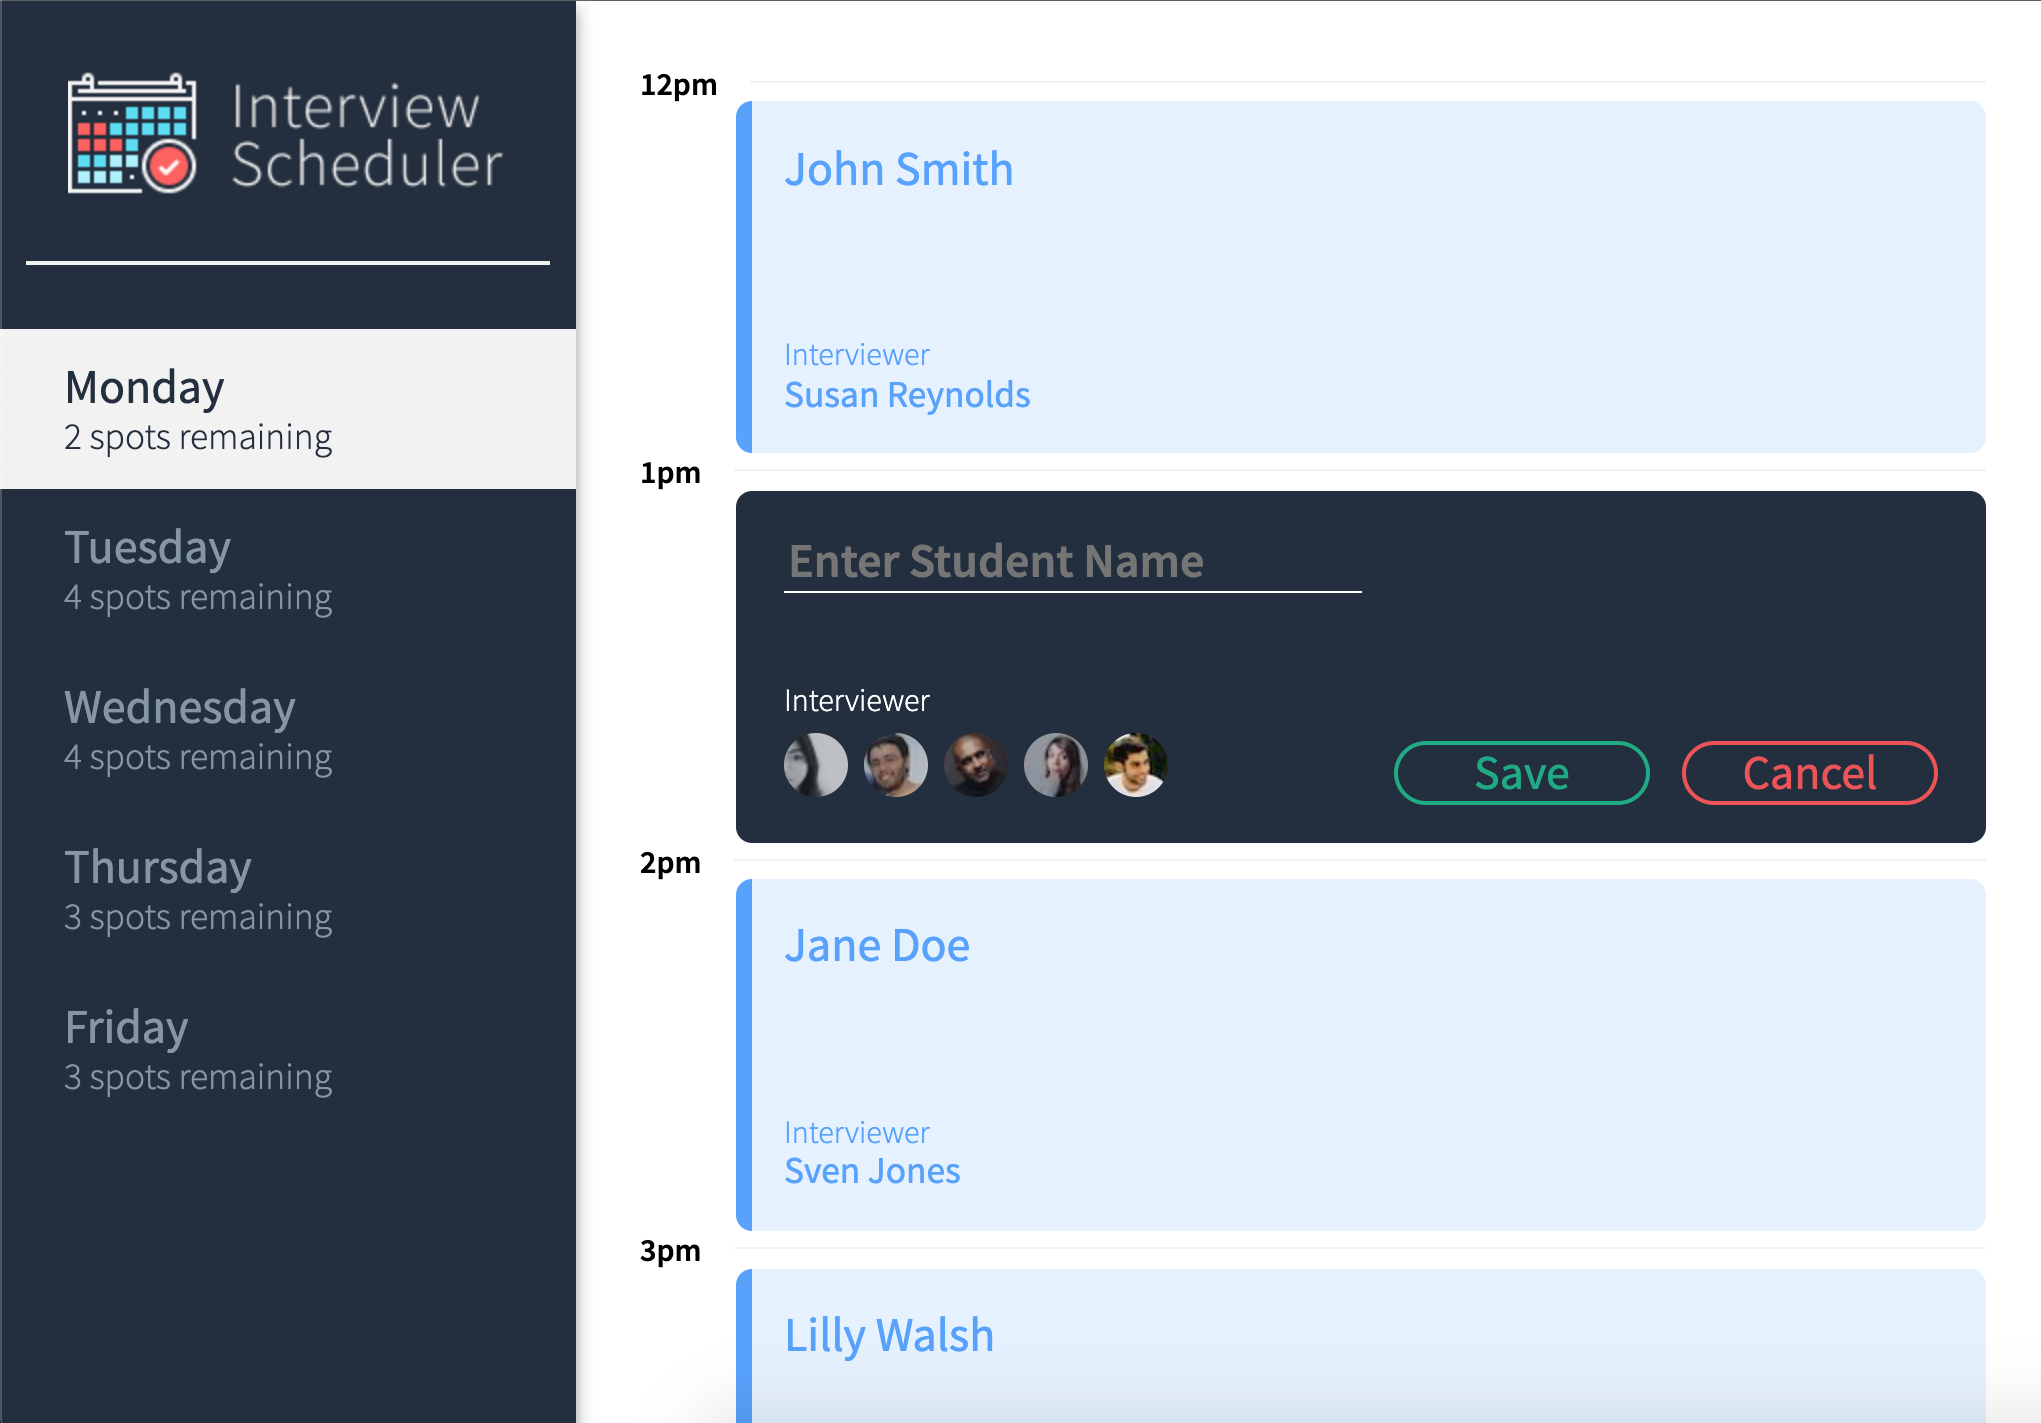 Interview
Scheduler
Monday
2 spots remaining
Tuesday
4 spots remaining
Wednesday
4 spots remaining
Thursday
3 spots remaining
Friday
3 spots remaining
12pm
John Smith
Interviewer
Susan Reynolds
1pm
Enter Student Name
Interviewer
Save
Cancel
2pm
Jane Doe
Interviewer
Sven Jones
3pm
Lilly Walsh